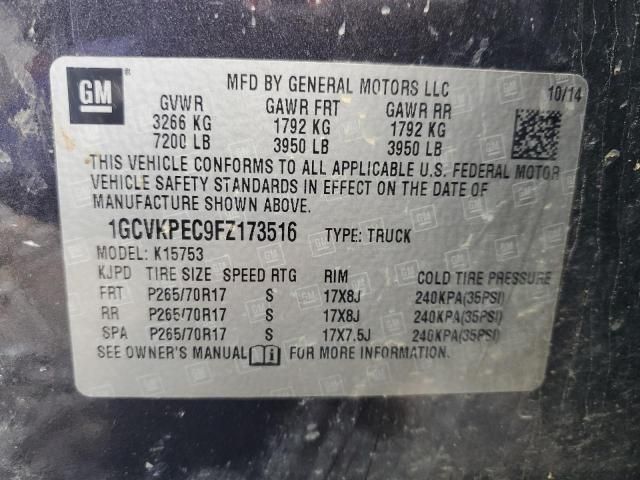 GM ®
MFD BY GENERAL MOTORS LLC 10/14
GVWR GAWR FRT GAWR RR
3266 KG 1792 KG 1792 KG
7200 LB 3950 LB 3950 LB
THIS VEHICLE CONFORMS TO ALL APPLICABLE U.S. FEDERAL MOTOR
VEHICLE SAFETY STANDARDS IN EFFECT ON THE DATE OF
MANUFACTURE SHOWN ABOVE.
1GCVKPEC9FZ173516 TYPE: TRUCK
MODEL: K15753
KJPD TIRE SIZE SPEED RTG RIM COLD TIRE PRESSURE
FRT P265/70R17 S 17X8J 240KPA(35PSI)
RR P265/70R17 S 17X8J 240KPA(35PSI)
SPA P265/70R17 S 17X7.5J 240KPA(35PSI)
SEE OWNER'S MANUAL i FOR MORE INFORMATION.